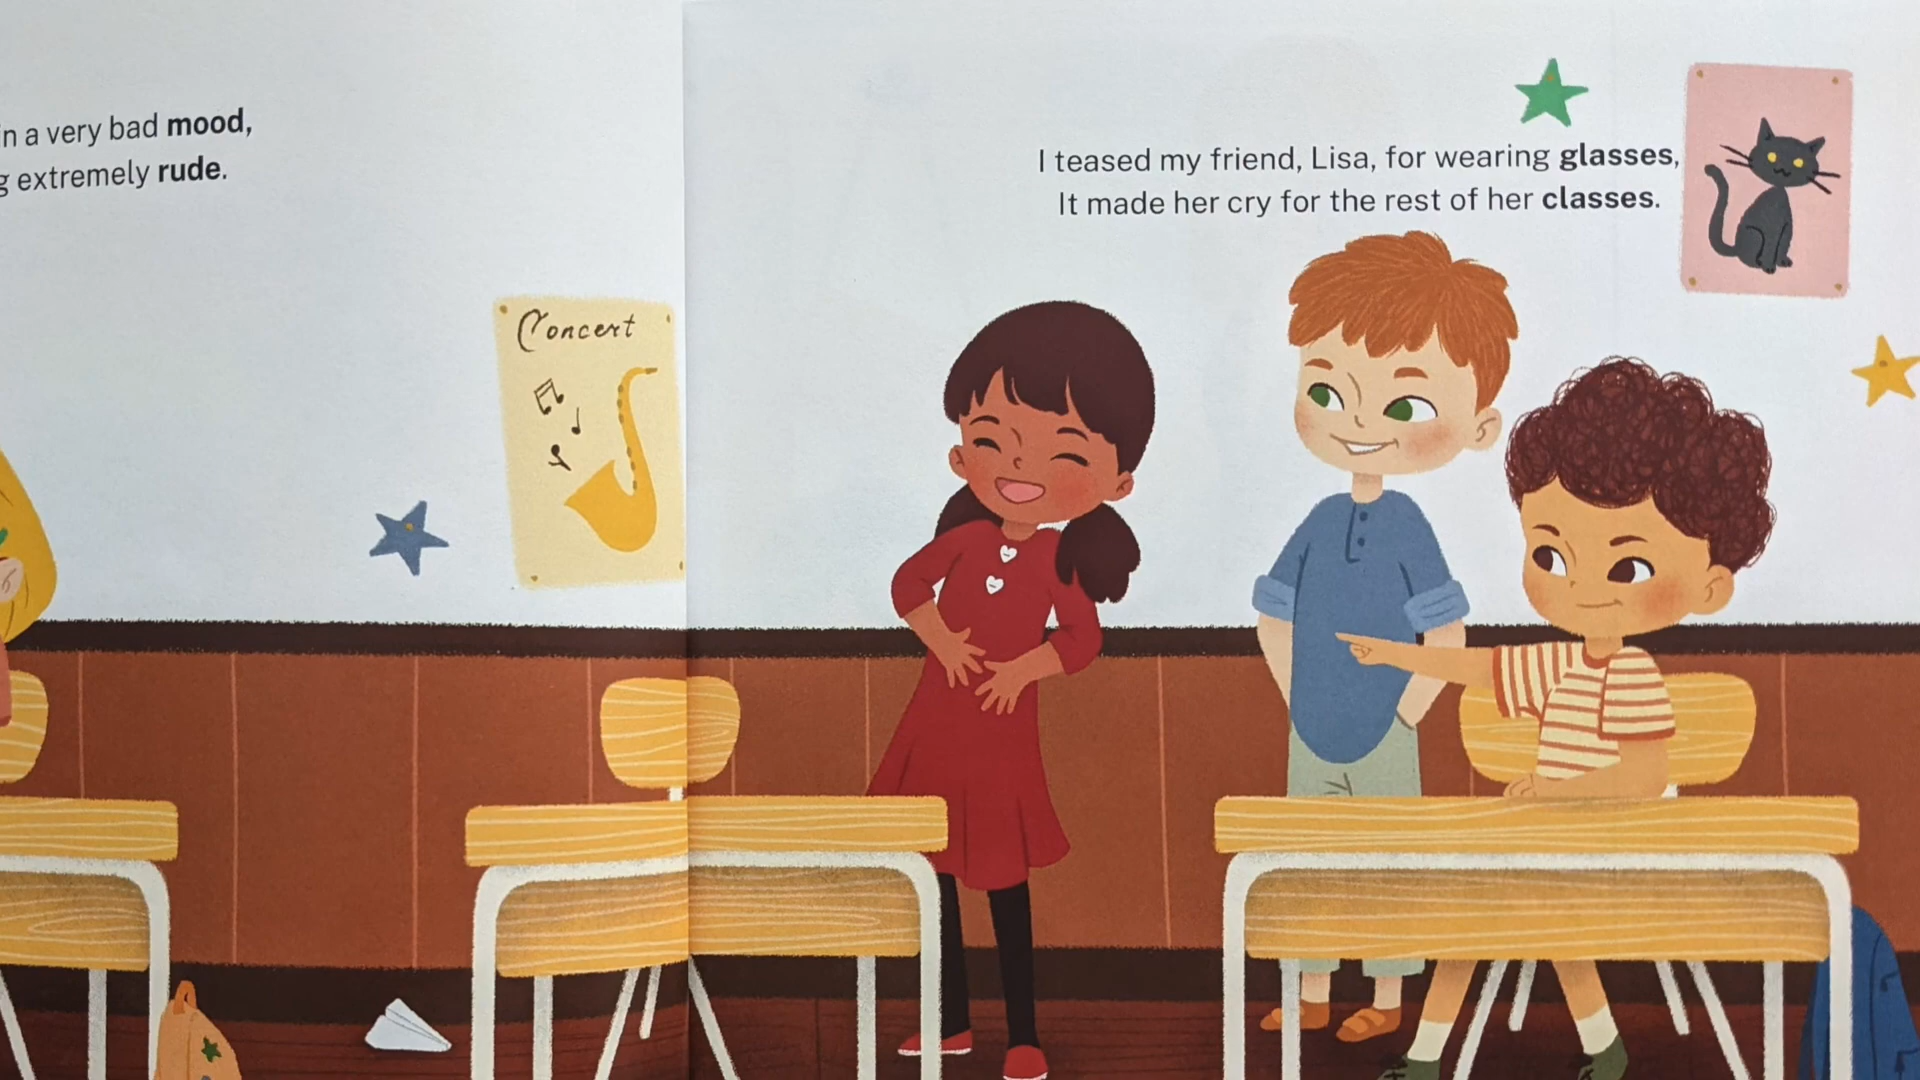 in a very bad mood,
extremely rude.
Concert
I teased my friend, Lisa, for wearing glasses,
It made her cry for the rest of her classes.